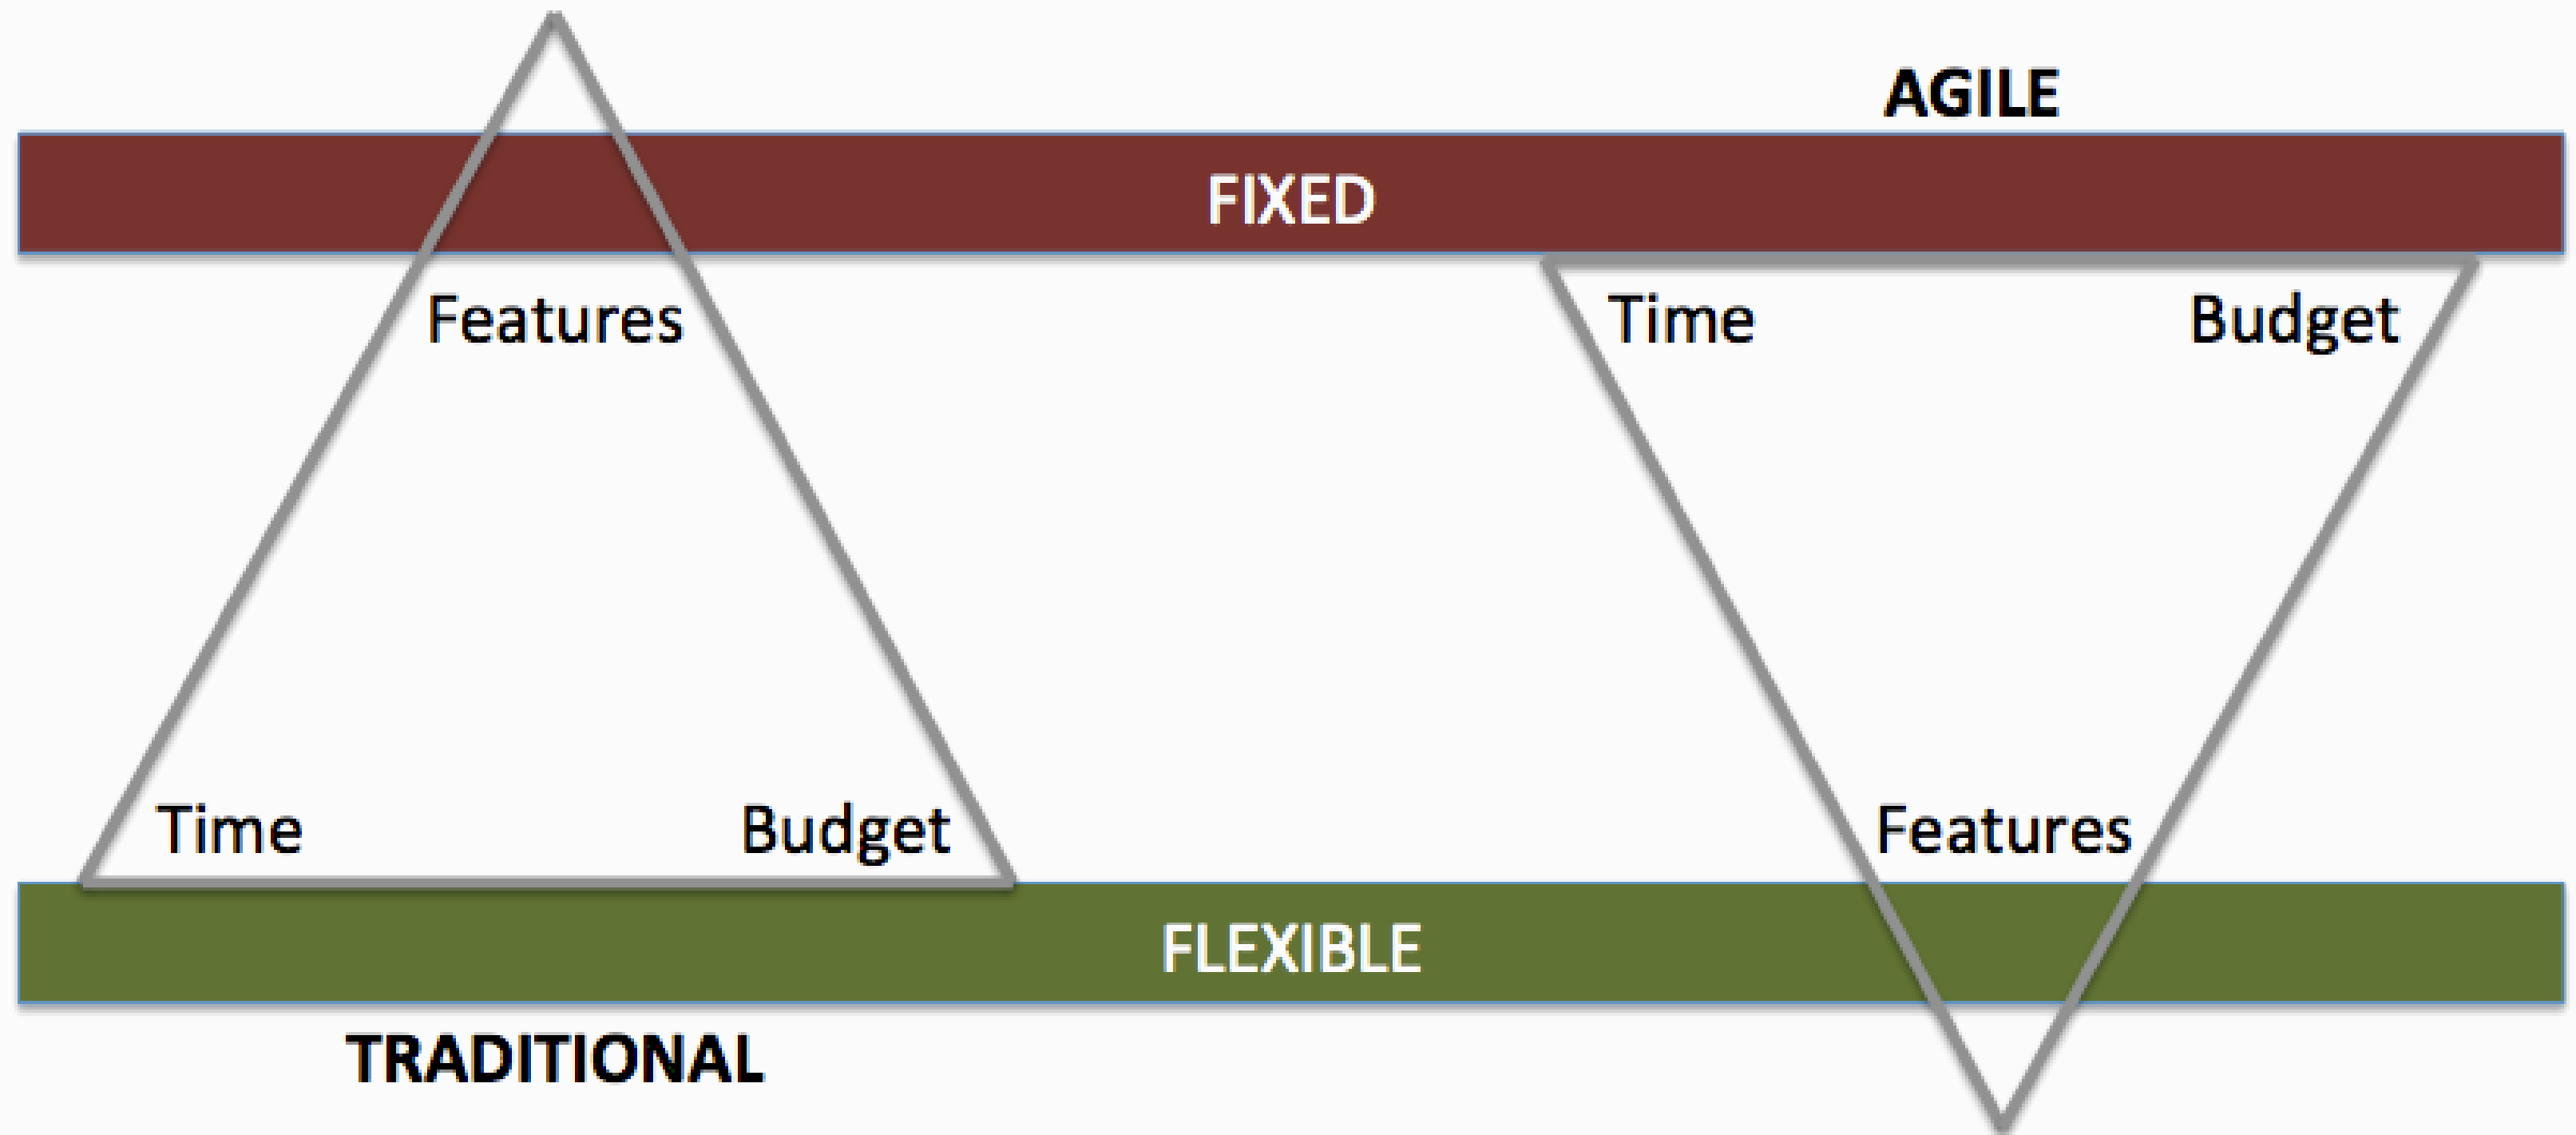 AGILE
FIXED
Features
Time Budget
Time Budget
Features
FLEXIBLE
TRADITIONAL